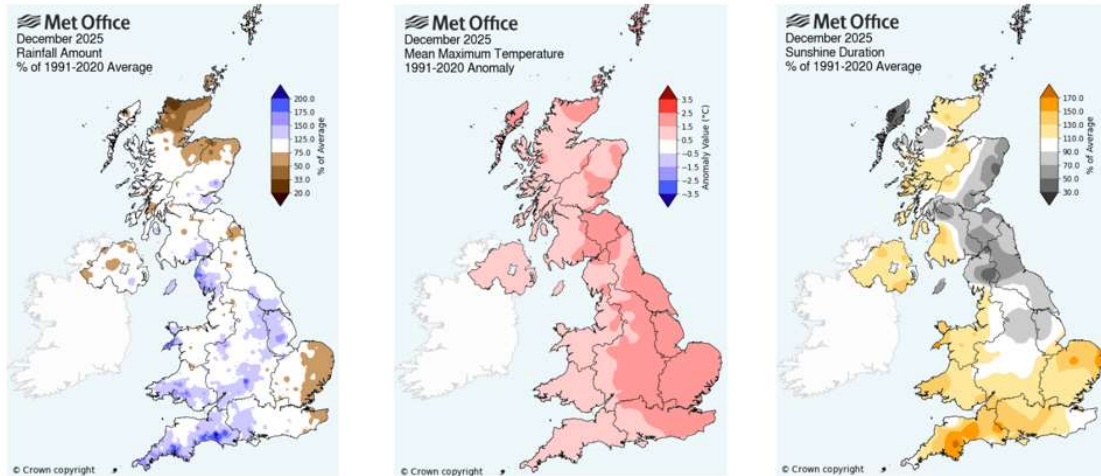 Met Office
December 2025
Rainfall Amount
% of 1991-2020 Average
200.0
175.0
150.0
125.0
75.0
50.0
33.0
20.0
% of Average
© Crown copyright
Met Office
December 2025
Mean Maximum Temperature
1991-2020 Anomaly
3.5
2.5
1.5
0.5
−0.5
−1.5
−2.5
−3.5
Anomaly Value (°C)
© Crown copyright
Met Office
December 2025
Sunshine Duration
% of 1991-2020 Average
170.0
150.0
130.0
110.0
90.0
70.0
50.0
30.0
% of Average
© Crown copyright